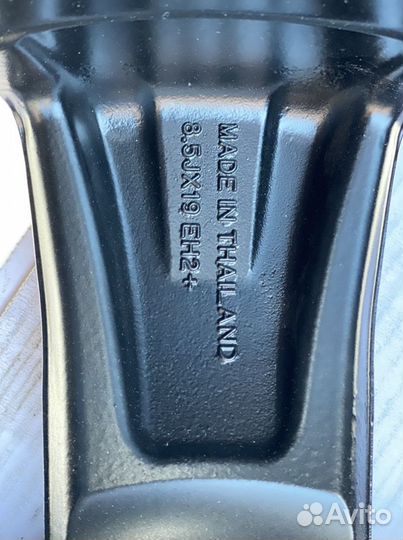 MADE IN THAILAND
8.5JX19 EH2+
Avito